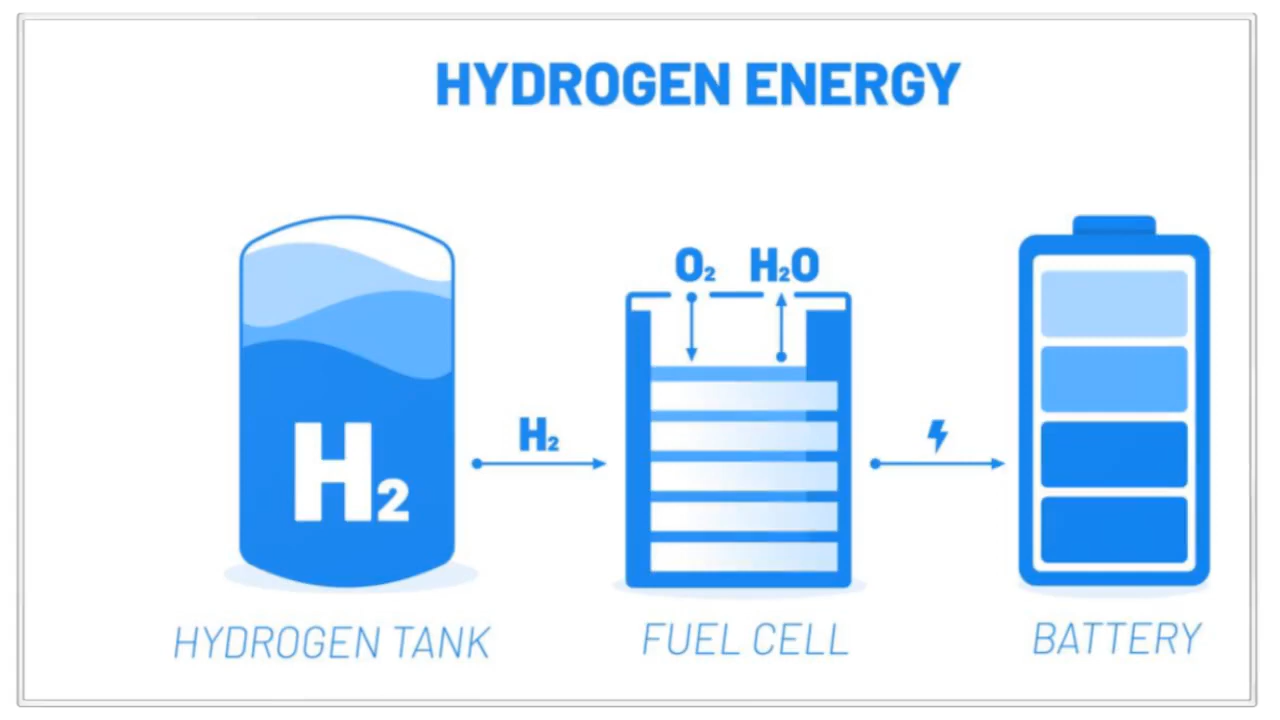 HYDROGEN ENERGY
O₂ H₂O
H₂
H₂
HYDROGEN TANK
FUEL CELL
BATTERY